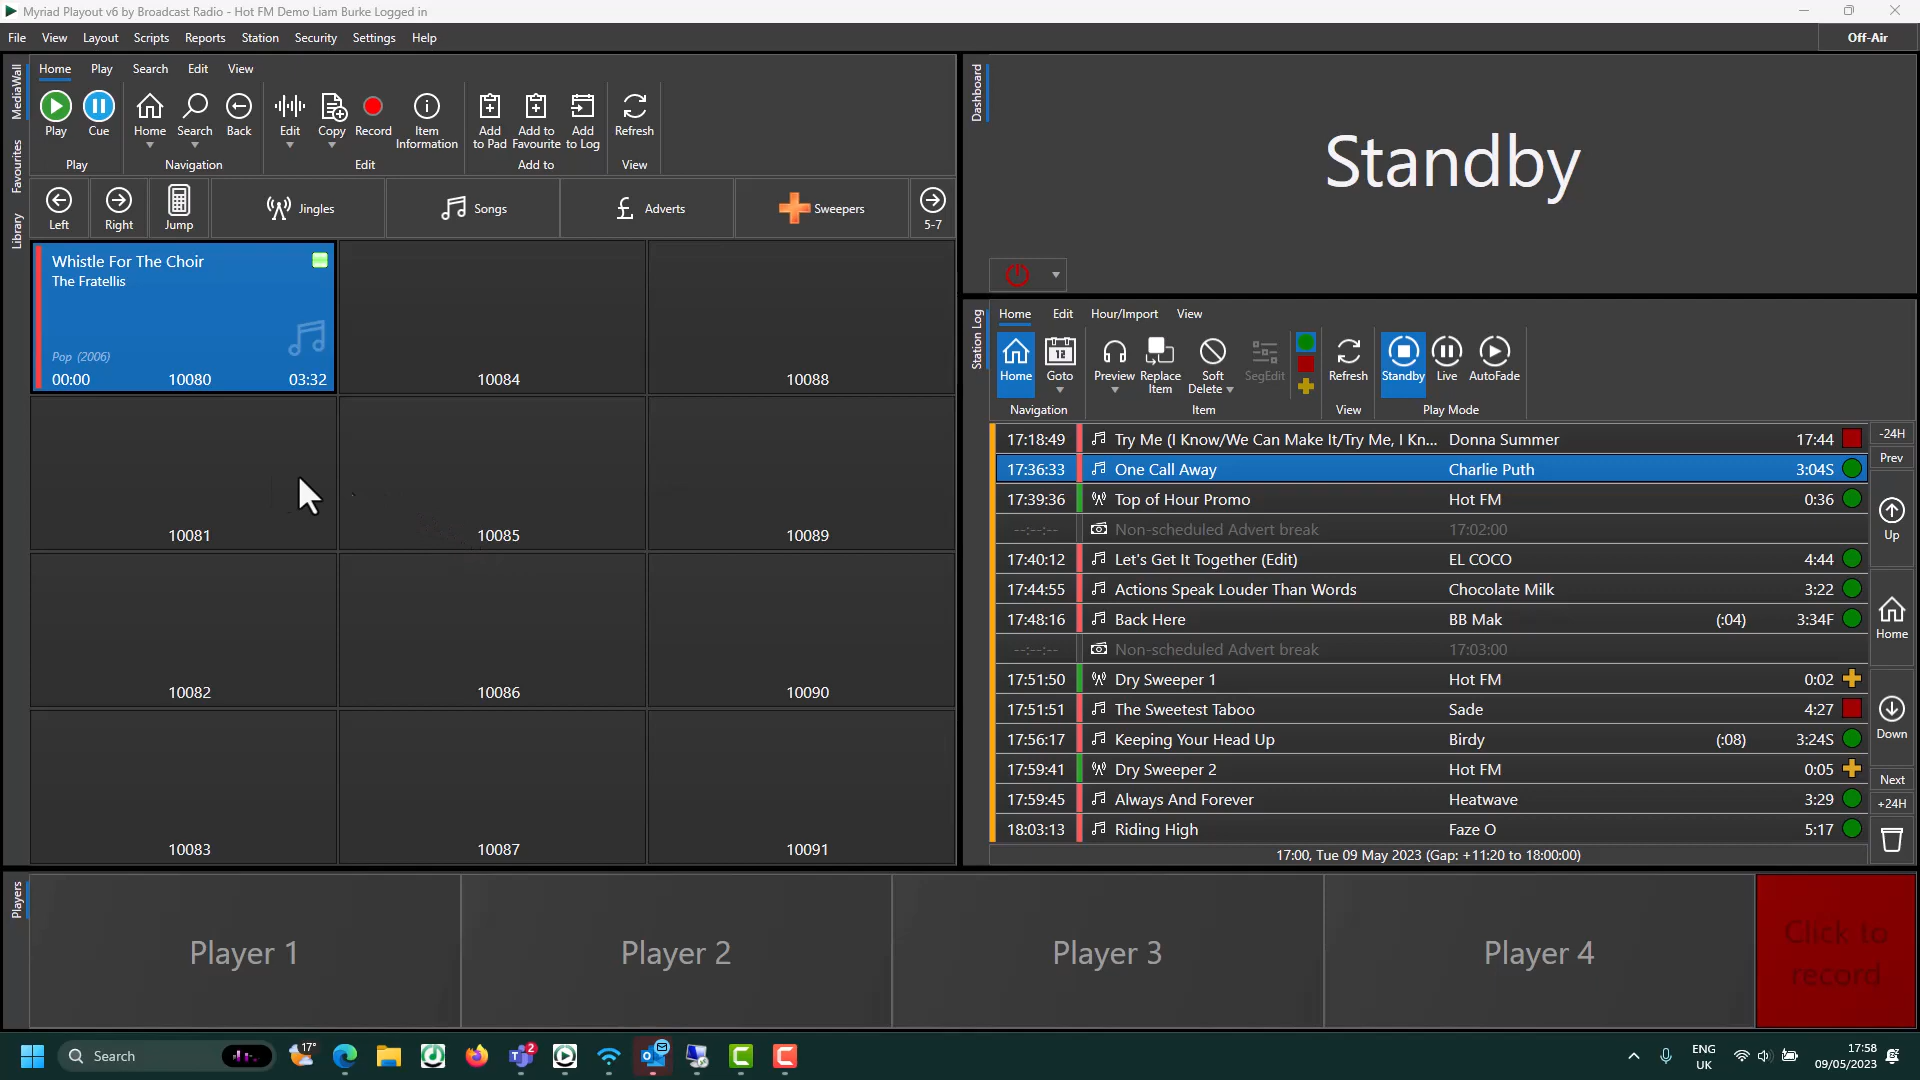 Myriad Playout v6 by Broadcast Radio - Hot FM Demo Liam Burke Logged in
File View Layout Scripts Reports Station Security Settings Help
Off-Air
MediaWall
Favourites
Library
Home Play Search Edit View
Play Cue Home Search Back Edit Copy Record Item Information Add to Pad Add to Favourite Add to Log Refresh
Play Navigation Edit Add to View
Left Right Jump Jingles Songs £ Adverts Sweepers 5-7
Whistle For The Choir
The Fratellis
Pop (2006)
00:00 10080 03:32
10084
10088
10081
10085
10089
10082
10086
10090
10083
10087
10091
Dashboard
Standby
Station Log
Home Edit Hour/Import View
12
Home Goto Preview Replace Item Soft Delete SegEdit Refresh Standby Live AutoFade
Navigation Item View Play Mode
17:18:49 Try Me (I Know/We Can Make It/Try Me, I Kn... Donna Summer 17:44
17:36:33 One Call Away Charlie Puth 3:04S
17:39:36 Top of Hour Promo Hot FM 0:36
--:--:-- Non-scheduled Advert break 17:02:00
17:40:12 Let's Get It Together (Edit) EL COCO 4:44
17:44:55 Actions Speak Louder Than Words Chocolate Milk 3:22
17:48:16 Back Here BB Mak (:04) 3:34F
--:--:-- Non-scheduled Advert break 17:03:00
17:51:50 Dry Sweeper 1 Hot FM 0:02
17:51:51 The Sweetest Taboo Sade 4:27
17:56:17 Keeping Your Head Up Birdy (:08) 3:24S
17:59:41 Dry Sweeper 2 Hot FM 0:05
17:59:45 Always And Forever Heatwave 3:29
18:03:13 Riding High Faze O 5:17
17:00, Tue 09 May 2023 (Gap: +11:20 to 18:00:00)
-24H
Prev
Up
Home
Down
Next
+24H
Players
Player 1
Player 2
Player 3
Player 4
Click to
record
Search
17°
2
ENG
UK
17:58
09/05/2023